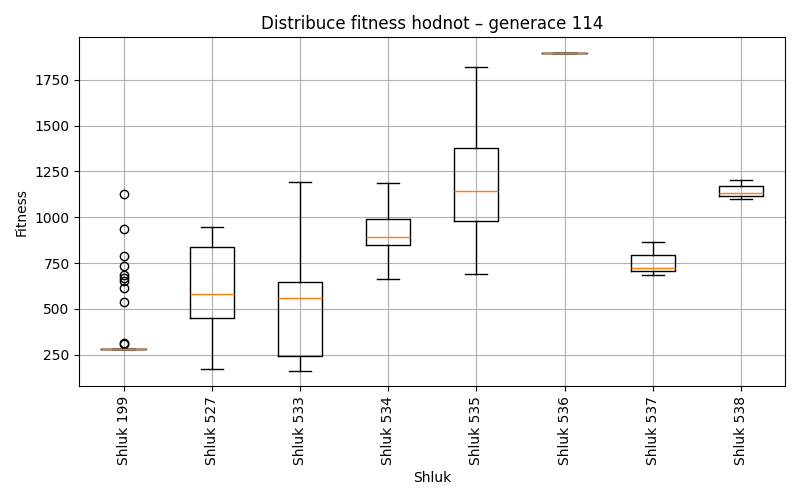 Distribuce fitness hodnot – generace 114
Fitness
1750
1500
1250
1000
750
500
250
Shluk 199
Shluk 527
Shluk 533
Shluk 534
Shluk 535
Shluk 536
Shluk 537
Shluk 538
Shluk